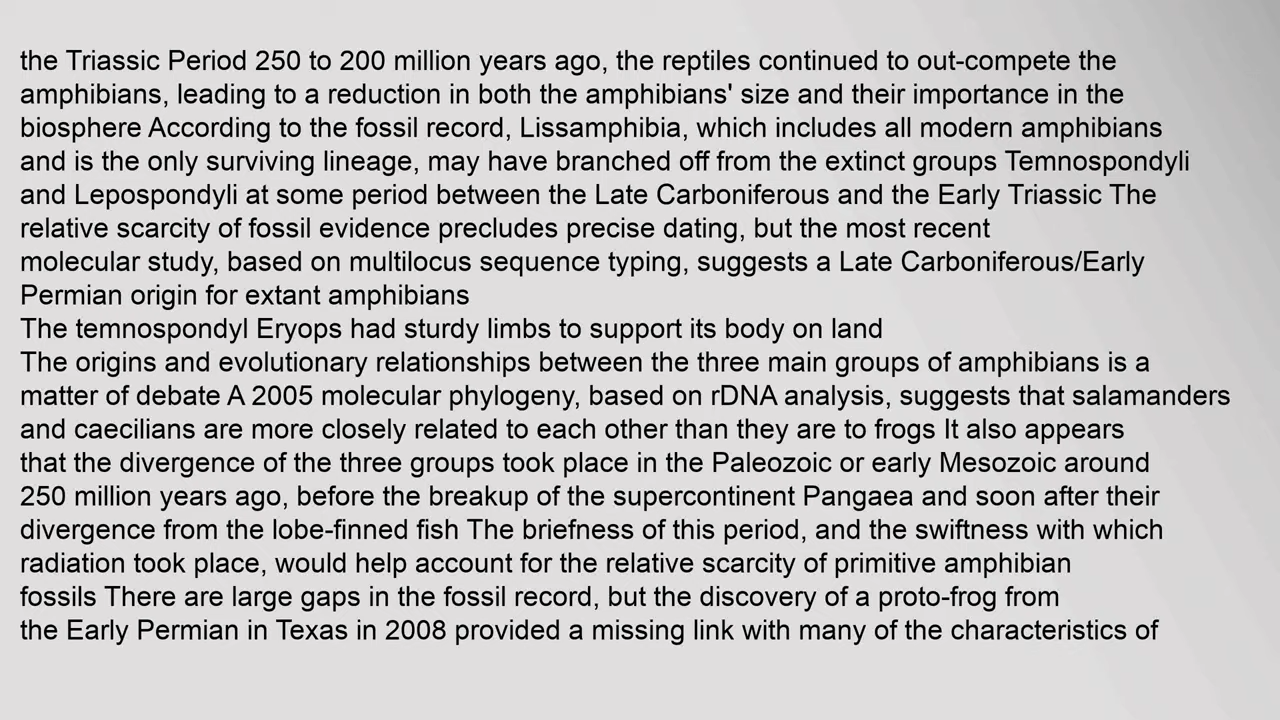 the Triassic Period 250 to 200 million years ago, the reptiles continued to out-compete the
amphibians, leading to a reduction in both the amphibians' size and their importance in the
biosphere According to the fossil record, Lissamphibia, which includes all modern amphibians
and is the only surviving lineage, may have branched off from the extinct groups Temnospondyli
and Lepospondyli at some period between the Late Carboniferous and the Early Triassic The
relative scarcity of fossil evidence precludes precise dating, but the most recent
molecular study, based on multilocus sequence typing, suggests a Late Carboniferous/Early
Permian origin for extant amphibians
The temnospondyl Eryops had sturdy limbs to support its body on land
The origins and evolutionary relationships between the three main groups of amphibians is a
matter of debate A 2005 molecular phylogeny, based on rDNA analysis, suggests that salamanders
and caecilians are more closely related to each other than they are to frogs It also appears
that the divergence of the three groups took place in the Paleozoic or early Mesozoic around
250 million years ago, before the breakup of the supercontinent Pangaea and soon after their
divergence from the lobe-finned fish The briefness of this period, and the swiftness with which
radiation took place, would help account for the relative scarcity of primitive amphibian
fossils There are large gaps in the fossil record, but the discovery of a proto-frog from
the Early Permian in Texas in 2008 provided a missing link with many of the characteristics of